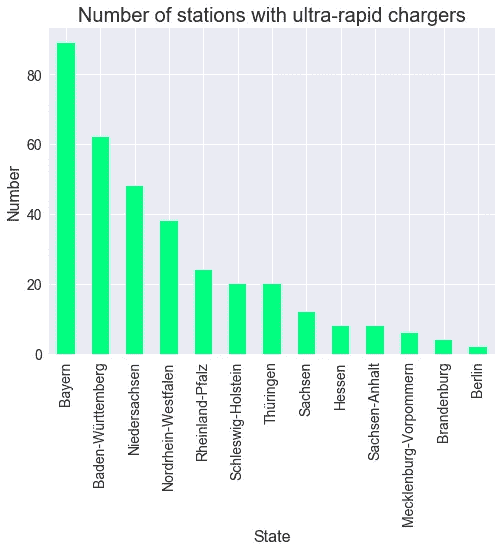 Number of stations with ultra-rapid chargers
Number
80
60
40
20
0
Bayern
Baden-Württemberg
Niedersachsen
Nordrhein-Westfalen
Rheinland-Pfalz
Schleswig-Holstein
Thüringen
Sachsen
Hessen
Sachsen-Anhalt
Mecklenburg-Vorpommern
Brandenburg
Berlin
State